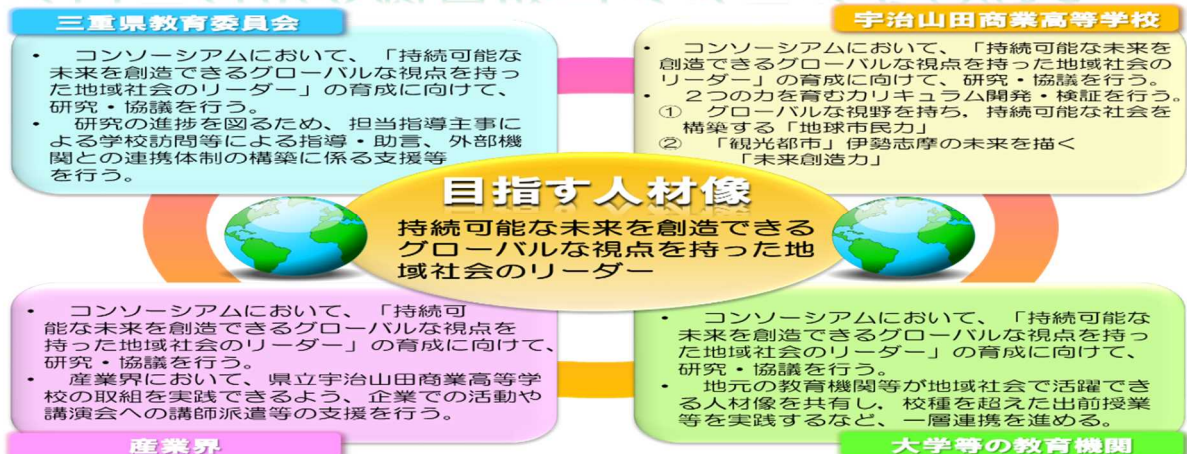 三重県教育委員会
・ コンソーシアムにおいて、「持続可能な
未来を創造できるグローバルな視点を持っ
た地域社会のリーダー」の育成に向けて、
研究・協議を行う。
・ 研究の進捗を図るため、担当指導主事に
よる学校訪問等による指導・助言、外部機
関との連携体制の構築に係る支援等
を行う。
宇治山田商業高等学校
・ コンソーシアムにおいて、「持続可能な未来を
創造できるグローバルな視点を持った地域社会の
リーダー」の育成に向けて、研究・協議を行う。
・ ２つの力を育むカリキュラム開発・検証を行う。
① グローバルな視野を持ち、持続可能な社会を
構築する「地球市民力」
② 「観光都市」伊勢志摩の未来を描く
「未来創造力」
目指す人材像
持続可能な未来を創造できる
グローバルな視点を持った地
域社会のリーダー
・ コンソーシアムにおいて、「持続可
能な未来を創造できるグローバルな視点を
持った地域社会のリーダー」の育成に向けて、
研究・協議を行う。
・ 産業界において、県立宇治山田商業高等学
校の取組を実践できるよう、企業での活動や
講演会への講師派遣等の支援を行う。
産業界
・ コンソーシアムにおいて、「持続可能な
未来を創造できるグローバルな視点を持っ
た地域社会のリーダー」の育成に向けて、
研究・協議を行う。
・ 地元の教育機関等が地域社会で活躍でき
る人材像を共有し、校種を超えた出前授業
等を実践するなど、一層連携を進める。
大学等の教育機関